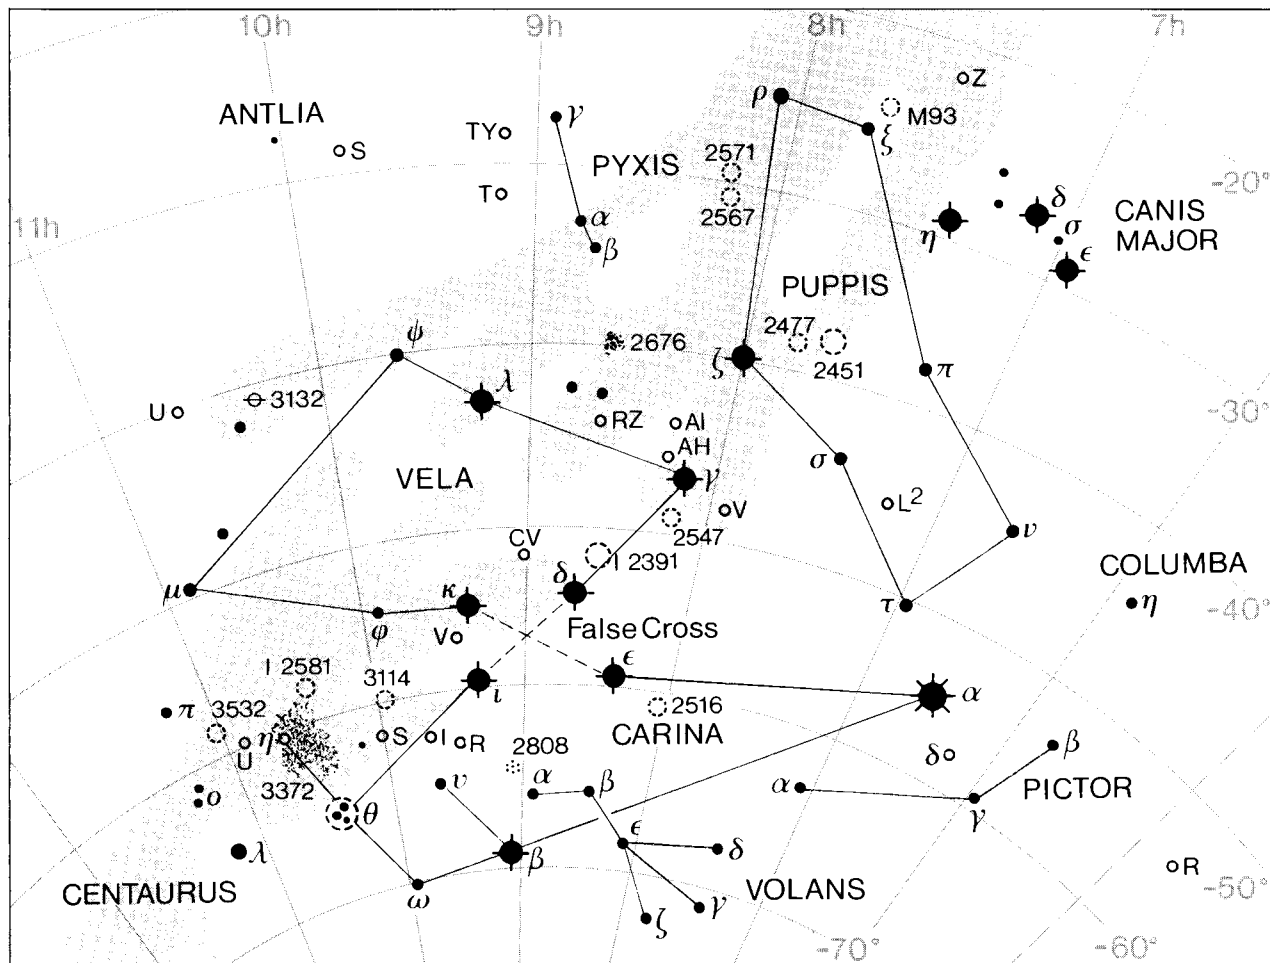 10h
9h
8h
7h
Z
ρ
M93
ξ
ANTLIA
S
TY
γ
PYXIS
2571
T
2567
-20°
δ
CANIS
MAJOR
σ
η
ε
11h
α
β
PUPPIS
ψ
2676
2477
ζ
2451
π
λ
3132
U
RZ
AI
AH
-30°
VELA
γ
σ
L²
V
2547
ν
CV
I 2391
COLUMBA
η
-40°
μ
κ
δ
τ
φ
V
False Cross
ε
I 2581
3114
ι
α
π
3532
2516
CARINA
U
η
S
I
R
2808
δ
β
PICTOR
3372
υ
α
β
α
γ
ο
θ
ε
δ
λ
β
VOLANS
R
CENTAURUS
ω
γ
ζ
-50°
-60°
-70°